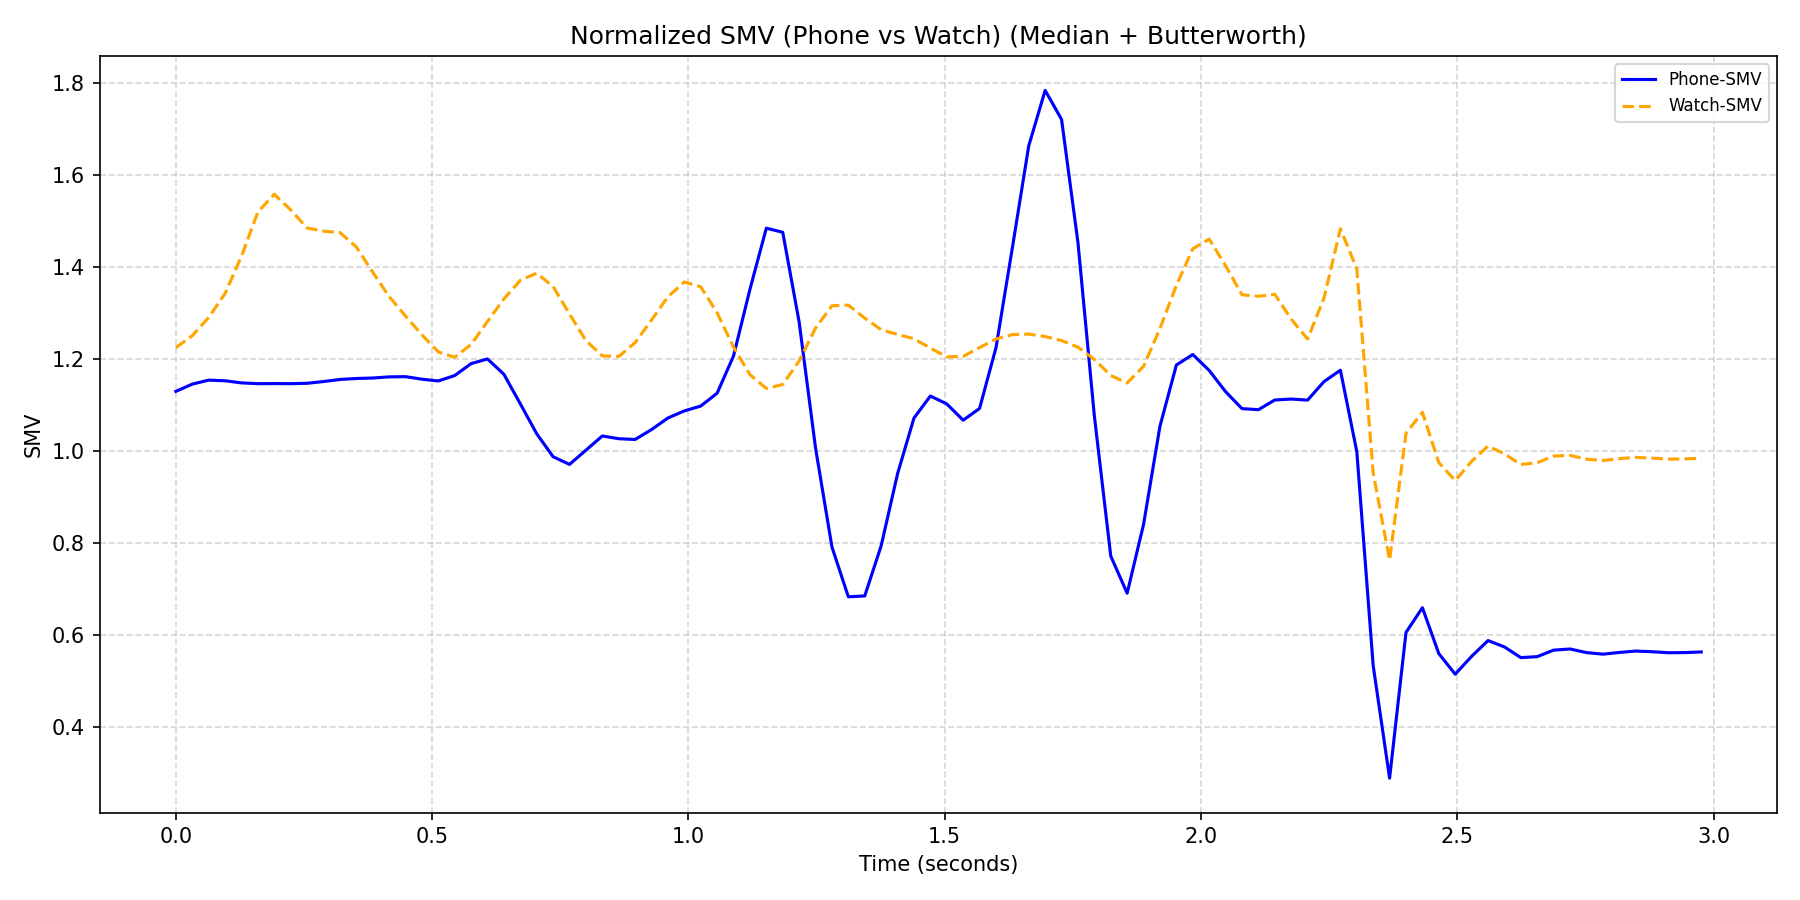 Normalized SMV (Phone vs Watch) (Median + Butterworth)
Phone-SMV
Watch-SMV
SMV
1.8
1.6
1.4
1.2
1.0
0.8
0.6
0.4
0.0 0.5 1.0 1.5 2.0 2.5 3.0
Time (seconds)